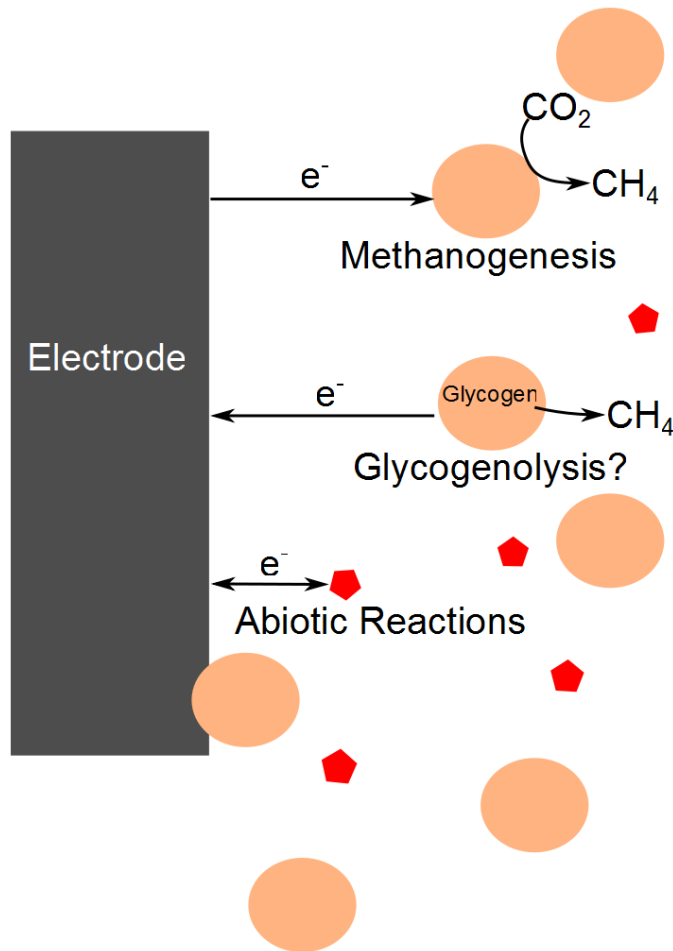 CO₂
e⁻
CH₄
Methanogenesis
Electrode
Glycogen
e⁻
CH₄
Glycogenolysis?
e⁻
Abiotic Reactions